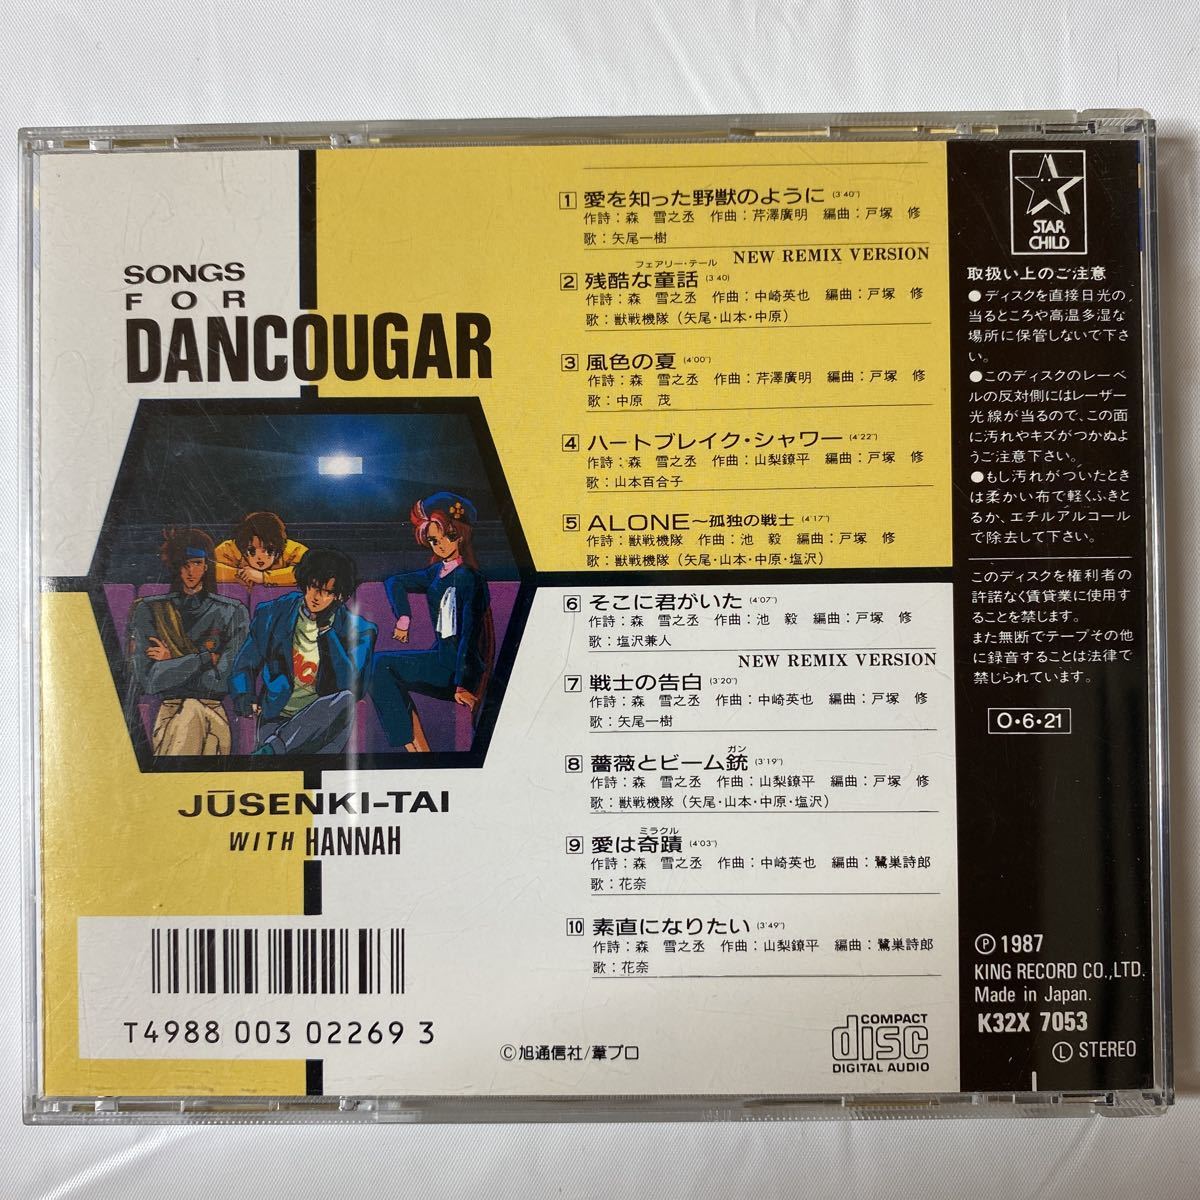 SONGS
FOR
DANCOUGAR
JŪSENKI-TAI
WITH HANNAH
T4988 003 02269 3
1 愛を知った野獣のように (3'40")
作詩：森 雪之丞 作曲：芹澤廣明 編曲：戸塚 修
歌：矢尾一樹
NEW REMIX VERSION
フェアリー・テール
2 残酷な童話 (3'40)
作詩：森 雪之丞 作曲：中崎英也 編曲：戸塚 修
歌：獣戦機隊（矢尾・山本・中原）
3 風色の夏 (4'00")
作詩：森 雪之丞 作曲：芹澤廣明 編曲：戸塚 修
歌：中原 茂
4 ハートブレイク・シャワー (4'22")
作詩：森 雪之丞 作曲：山梨鐐平 編曲：戸塚 修
歌：山本百合子
5 ALONE～孤独の戦士 (4'17")
作詩：獣戦機隊 作曲：池 毅 編曲：戸塚 修
歌：獣戦機隊（矢尾・山本・中原・塩沢）
6 そこに君がいた (4'07")
作詩：森 雪之丞 作曲：池 毅 編曲：戸塚 修
歌：塩沢兼人
NEW REMIX VERSION
7 戦士の告白 (3'20")
作詩：森 雪之丞 作曲：中崎英也 編曲：戸塚 修
歌：矢尾一樹
ガン
8 薔薇とビーム銃 (3'19")
作詩：森 雪之丞 作曲：山梨鐐平 編曲：戸塚 修
歌：獣戦機隊（矢尾・山本・中原・塩沢）
ミラクル
9 愛は奇蹟 (4'03")
作詩：森 雪之丞 作曲：中崎英也 編曲：鷺巣詩郎
歌：花奈
10 素直になりたい (3'49")
作詩：森 雪之丞 作曲：山梨鐐平 編曲：鷺巣詩郎
歌：花奈
©旭通信社/葦プロ
COMPACT
disc
DIGITAL AUDIO
STAR
CHILD
取扱い上のご注意
●ディスクを直接日光の
当るところや高温多湿な
場所に保管しないで下さ
い。
●このディスクのレーベ
ルの反対側にはレーザー
光線が当るので、この面
に汚れやキズがつかぬよ
うご注意下さい。
●もし汚れがついたとき
は柔かい布で軽くふきと
るか、エチルアルコール
で除去して下さい。
このディスクを権利者の
許諾なく賃貸業に使用す
ることを禁じます。
また無断でテープその他
に録音することは法律で
禁じられています。
O・6・21
Ⓟ1987
KING RECORD CO.,LTD.
Made in Japan.
K32X 7053
Ⓛ STEREO